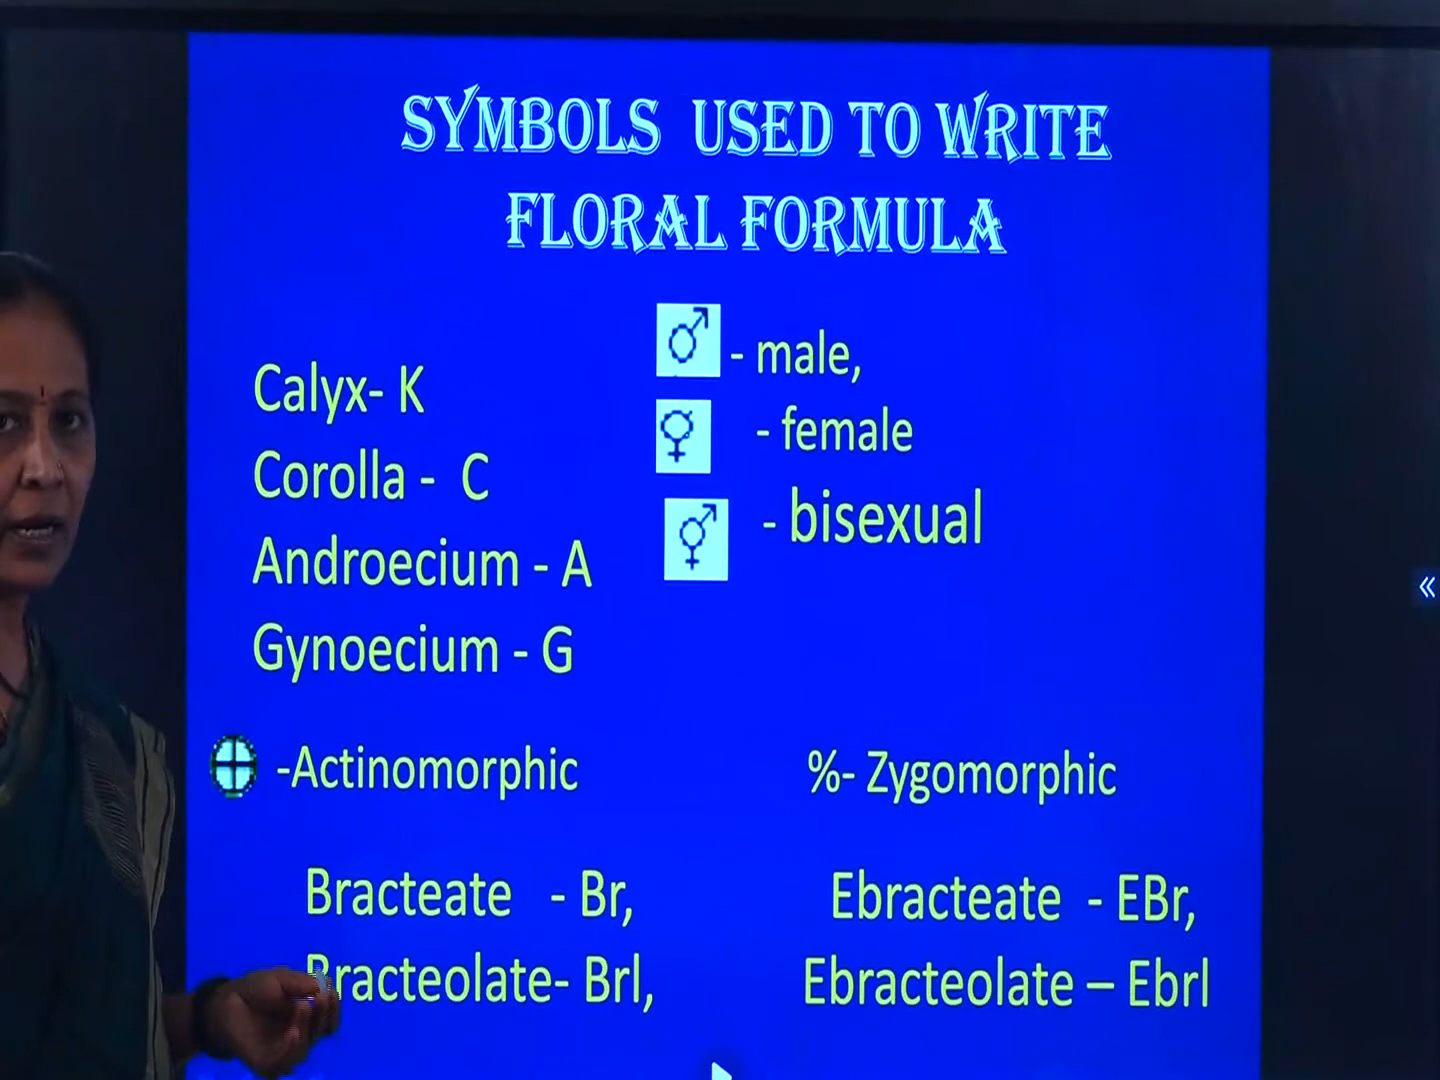 SYMBOLS USED TO WRITE
FLORAL FORMULA
Calyx- K
Corolla - C
Androecium - A
Gynoecium - G
♂ - male,
- female
⚥ - bisexual
⊕ -Actinomorphic
%- Zygomorphic
Bracteate - Br,
Bracteolate- Brl,
Ebracteate - EBr,
Ebracteolate – Ebrl